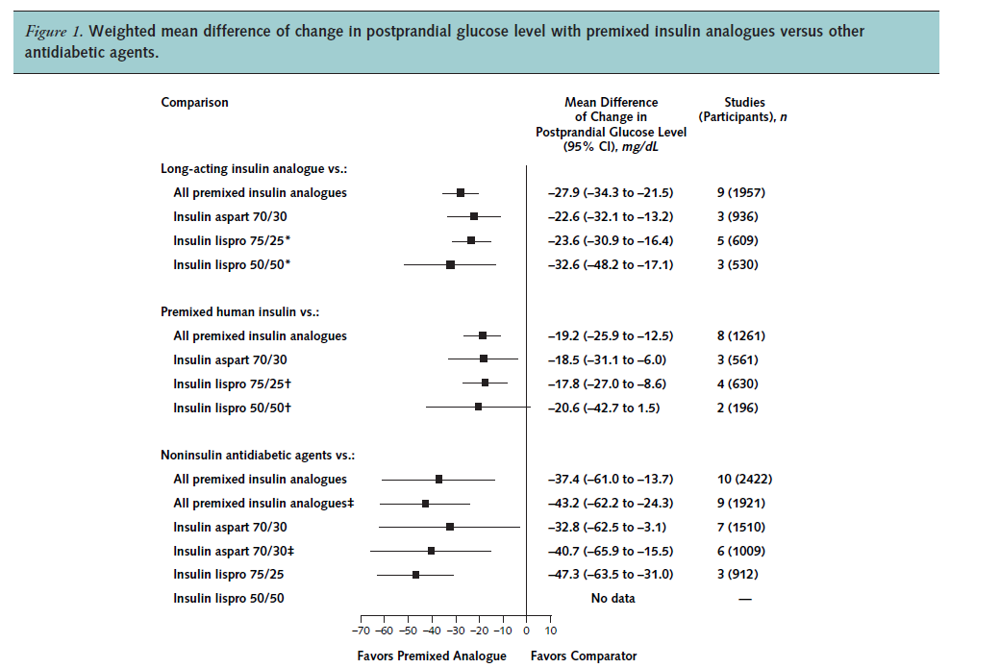 Figure 1. Weighted mean difference of change in postprandial glucose level with premixed insulin analogues versus other
antidiabetic agents.
Comparison
Mean Difference
of Change in
Postprandial Glucose Level
(95% CI), mg/dL
Studies
(Participants), n
Long-acting insulin analogue vs.:
All premixed insulin analogues –27.9 (–34.3 to –21.5) 9 (1957)
Insulin aspart 70/30 –22.6 (–32.1 to –13.2) 3 (936)
Insulin lispro 75/25* –23.6 (–30.9 to –16.4) 5 (609)
Insulin lispro 50/50* –32.6 (–48.2 to –17.1) 3 (530)
Premixed human insulin vs.:
All premixed insulin analogues –19.2 (–25.9 to –12.5) 8 (1261)
Insulin aspart 70/30 –18.5 (–31.1 to –6.0) 3 (561)
Insulin lispro 75/25† –17.8 (–27.0 to –8.6) 4 (630)
Insulin lispro 50/50† –20.6 (–42.7 to 1.5) 2 (196)
Noninsulin antidiabetic agents vs.:
All premixed insulin analogues –37.4 (–61.0 to –13.7) 10 (2422)
All premixed insulin analogues‡ –43.2 (–62.2 to –24.3) 9 (1921)
Insulin aspart 70/30 –32.8 (–62.5 to –3.1) 7 (1510)
Insulin aspart 70/30‡ –40.7 (–65.9 to –15.5) 6 (1009)
Insulin lispro 75/25 –47.3 (–63.5 to –31.0) 3 (912)
Insulin lispro 50/50 No data —
–70 –60 –50 –40 –30 –20 –10 0 10
Favors Premixed Analogue Favors Comparator